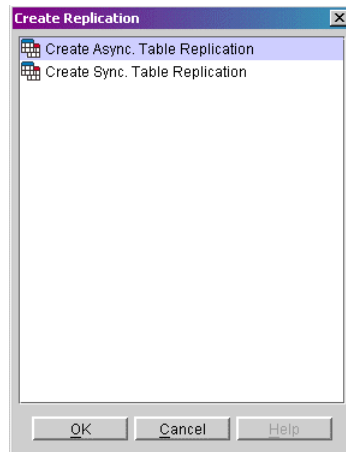 Create Replication
Create Async. Table Replication
Create Sync. Table Replication
OK Cancel Help